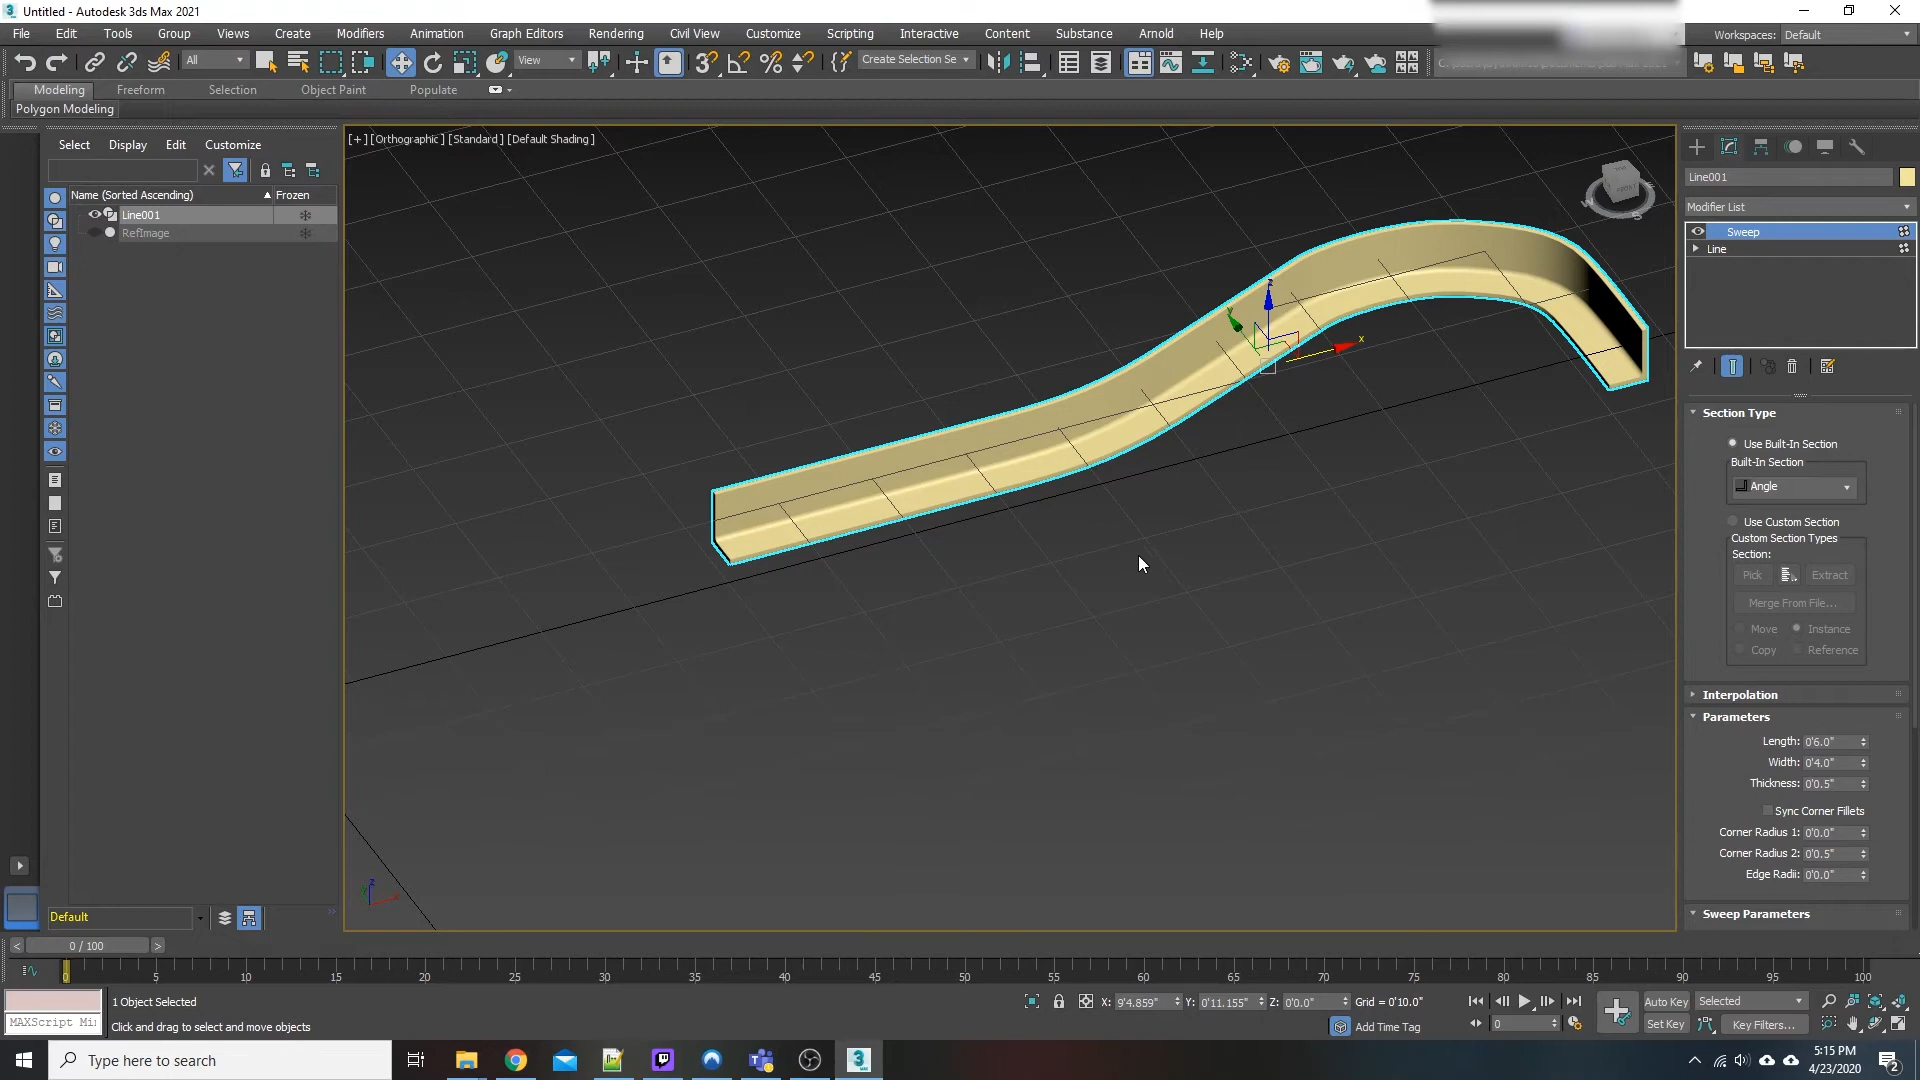 Untitled - Autodesk 3ds Max 2021
File Edit Tools Group Views Create Modifiers Animation Graph Editors Rendering Civil View Customize Scripting Interactive Content Substance Arnold Help
Workspaces: Default
All
View
Create Selection Se
Modeling Freeform Selection Object Paint Populate
Polygon Modeling
Select Display Edit Customize
Name (Sorted Ascending) Frozen
Line001
RefImage
[+] [Orthographic] [Standard] [Default Shading]
FRONT
W
S
z
y
x
Line001
Modifier List
Sweep
Line
Section Type
Use Built-In Section
Built-In Section
Angle
Use Custom Section
Custom Section Types
Section:
Pick Extract
Merge From File...
Move Instance
Copy Reference
Interpolation
Parameters
Length: 0'6.0"
Width: 0'4.0"
Thickness: 0'0.5"
Sync Corner Fillets
Corner Radius 1: 0'0.0"
Corner Radius 2: 0'0.5"
Edge Radii: 0'0.0"
Sweep Parameters
z
Default
0 / 100
0 5 10 15 20 25 30 35 40 45 50 55 60 65 70 75 80 85 90 95 100
1 Object Selected
X: 9'4.859" Y: 0'11.155" Z: 0'0.0" Grid = 0'10.0"
Auto Key Selected
MAXScript Mi
Click and drag to select and move objects
Add Time Tag
0
Set Key Key Filters...
Type here to search
5:15 PM
4/23/2020
2